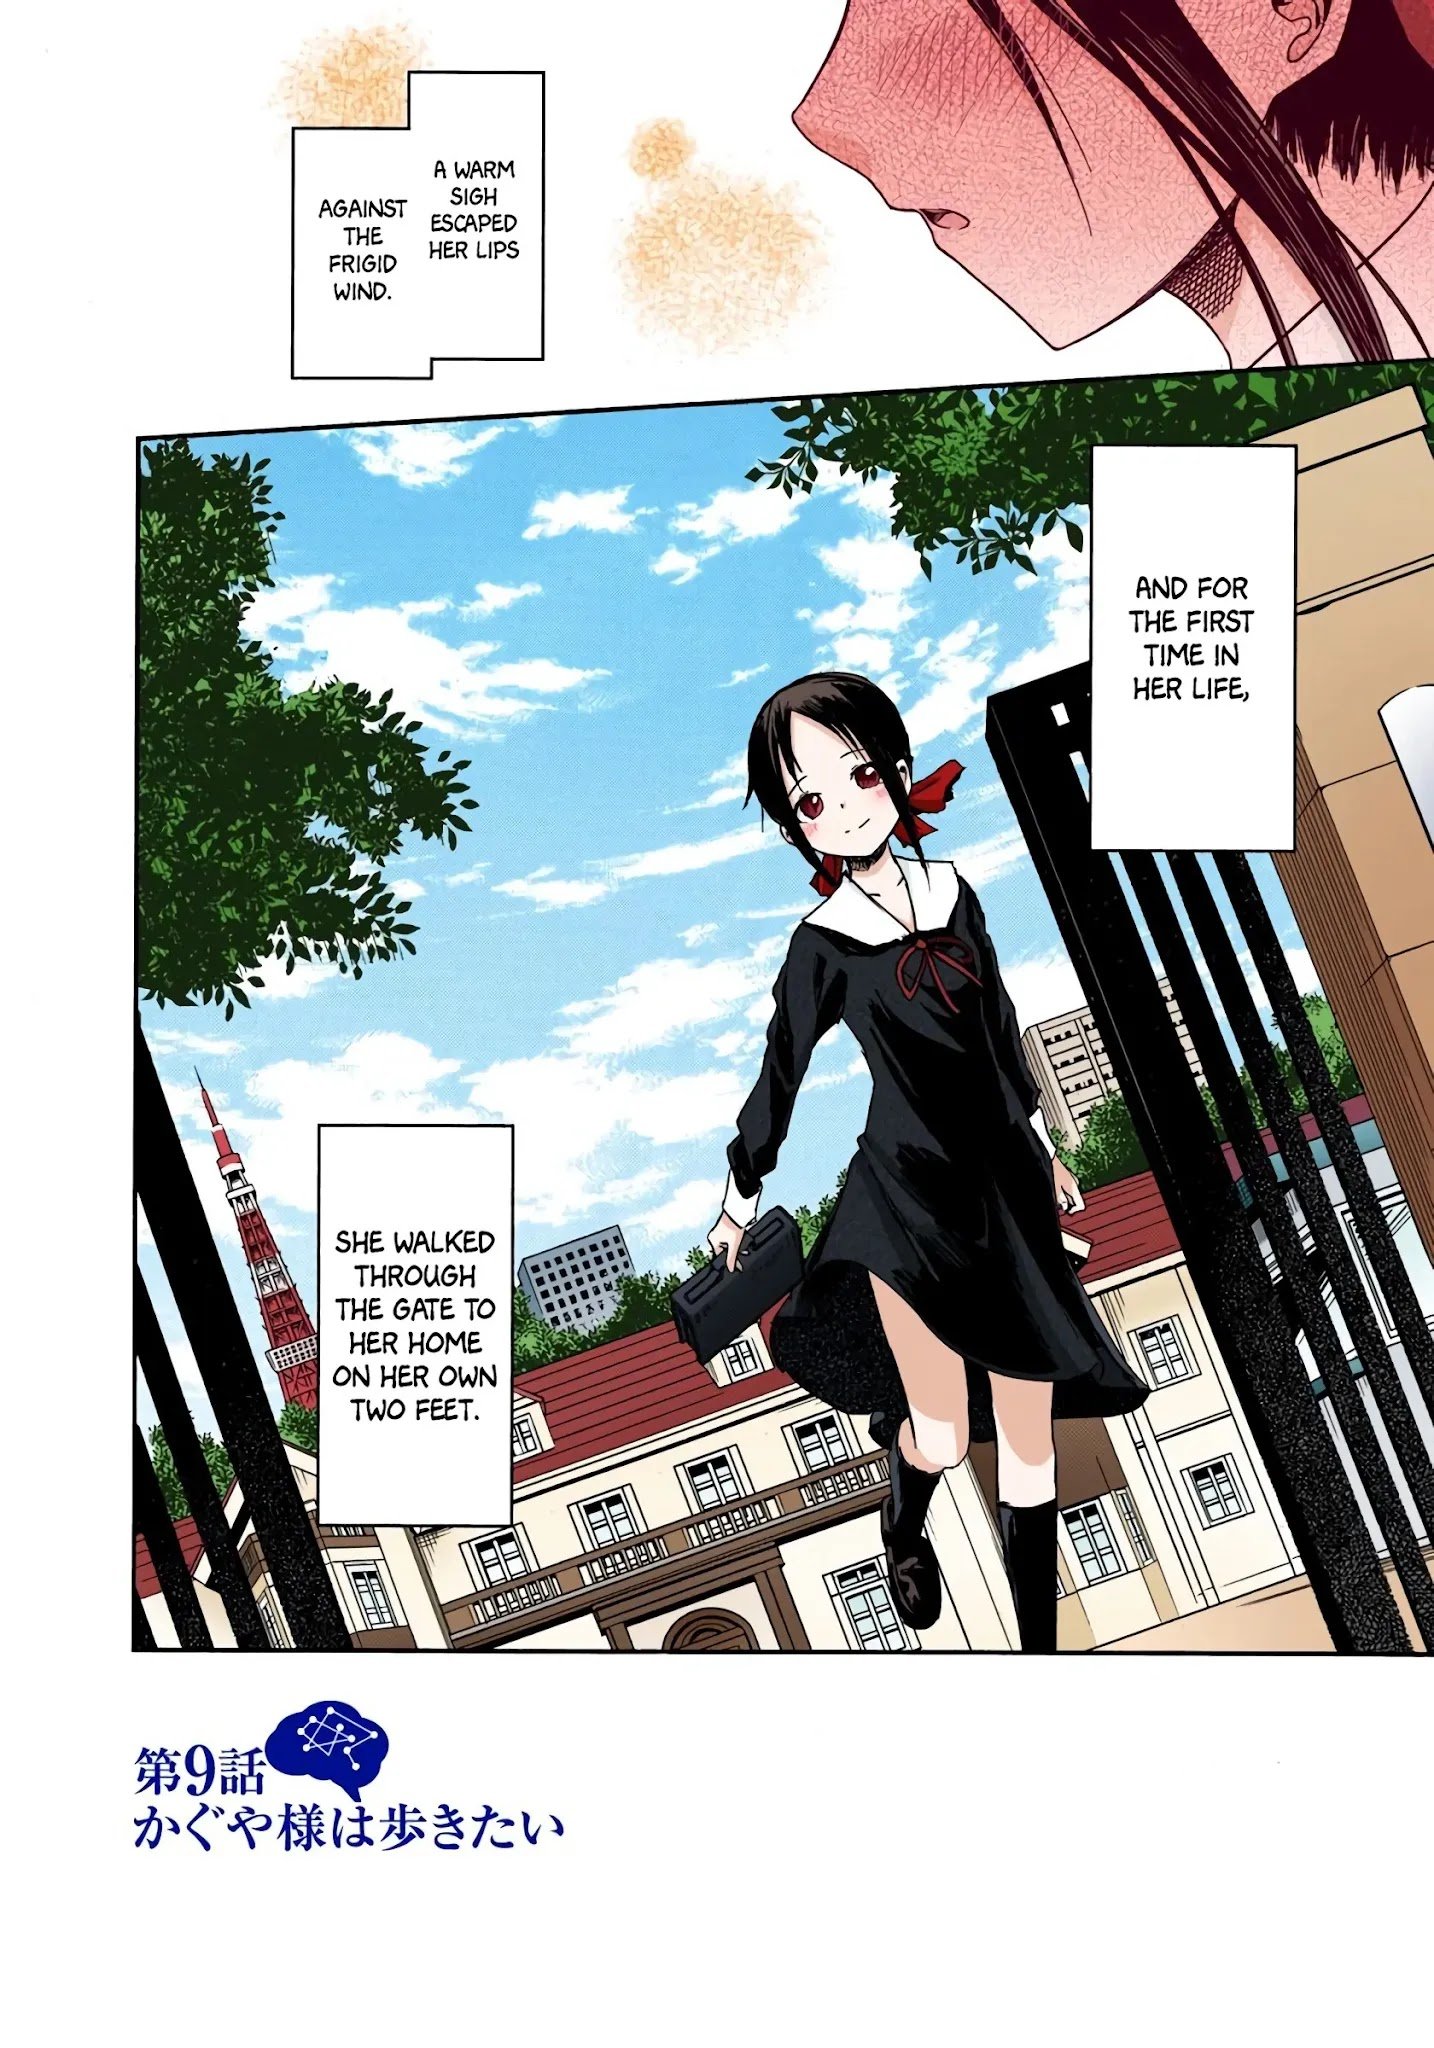 A WARM
SIGH
ESCAPED
HER LIPS
AGAINST
THE
FRIGID
WIND.
AND FOR
THE FIRST
TIME IN
HER LIFE,
SHE WALKED
THROUGH
THE GATE TO
HER HOME
ON HER OWN
TWO FEET.
第9話
かぐや様は歩きたい